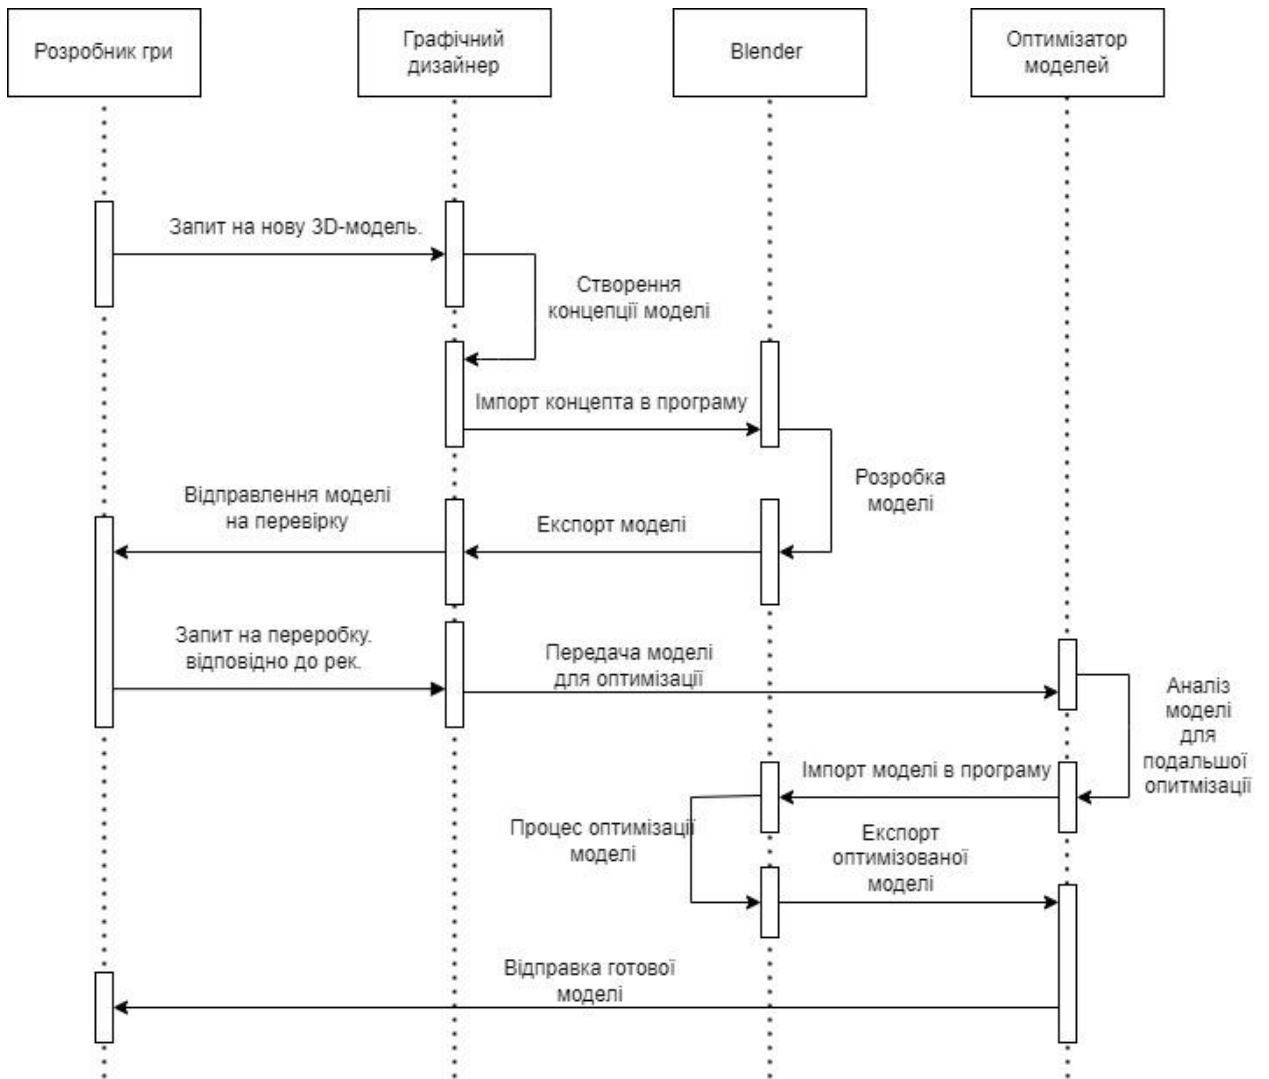 Розробник гри
Графічний
дизайнер
Blender
Оптимізатор
моделей
Запит на нову 3D-модель.
Створення
концепції моделі
Імпорт концепта в програму
Розробка
моделі
Відправлення моделі
на перевірку
Експорт моделі
Запит на переробку.
відповідно до рек.
Передача моделі
для оптимізації
Аналіз
моделі
для
подальшої
опитмізації
Імпорт моделі в програму
Процес оптимізації
моделі
Експорт
оптимізованої
моделі
Відправка готової
моделі